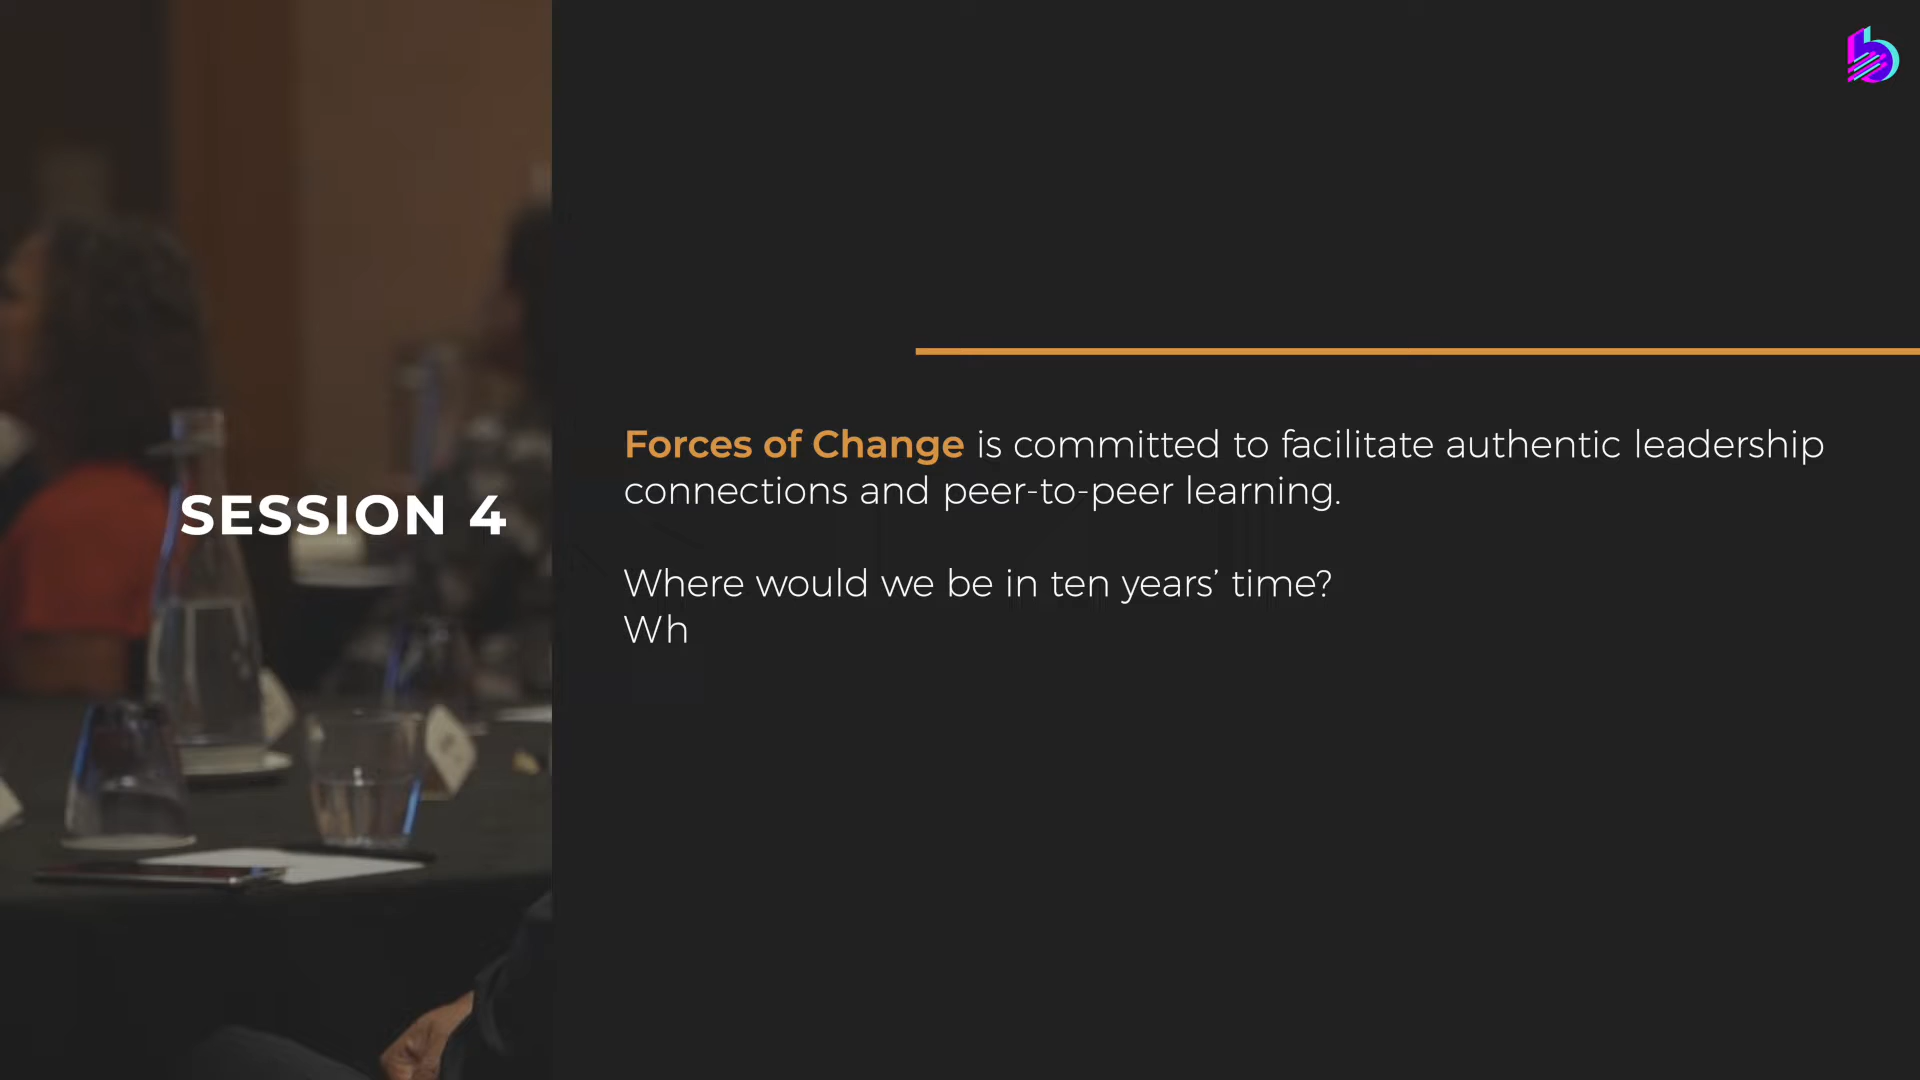 SESSION 4
Forces of Change is committed to facilitate authentic leadership
connections and peer-to-peer learning.
Where would we be in ten years’ time?
Wh